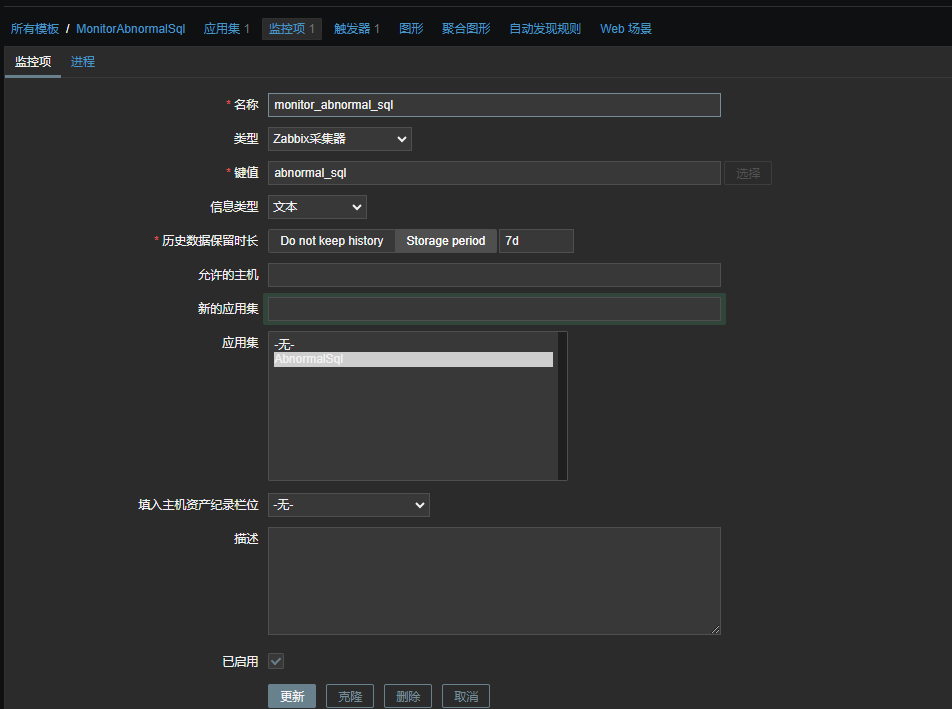 所有模板 / MonitorAbnormalSql 应用集 1 监控项 1 触发器 1 图形 聚合图形 自动发现规则 Web 场景
监控项 进程
* 名称 monitor_abnormal_sql
类型 Zabbix采集器
* 键值 abnormal_sql 选择
信息类型 文本
* 历史数据保留时长 Do not keep history Storage period 7d
允许的主机
新的应用集
应用集 -无-
AbnormalSql
填入主机资产纪录栏位 -无-
描述
已启用
更新 克隆 删除 取消